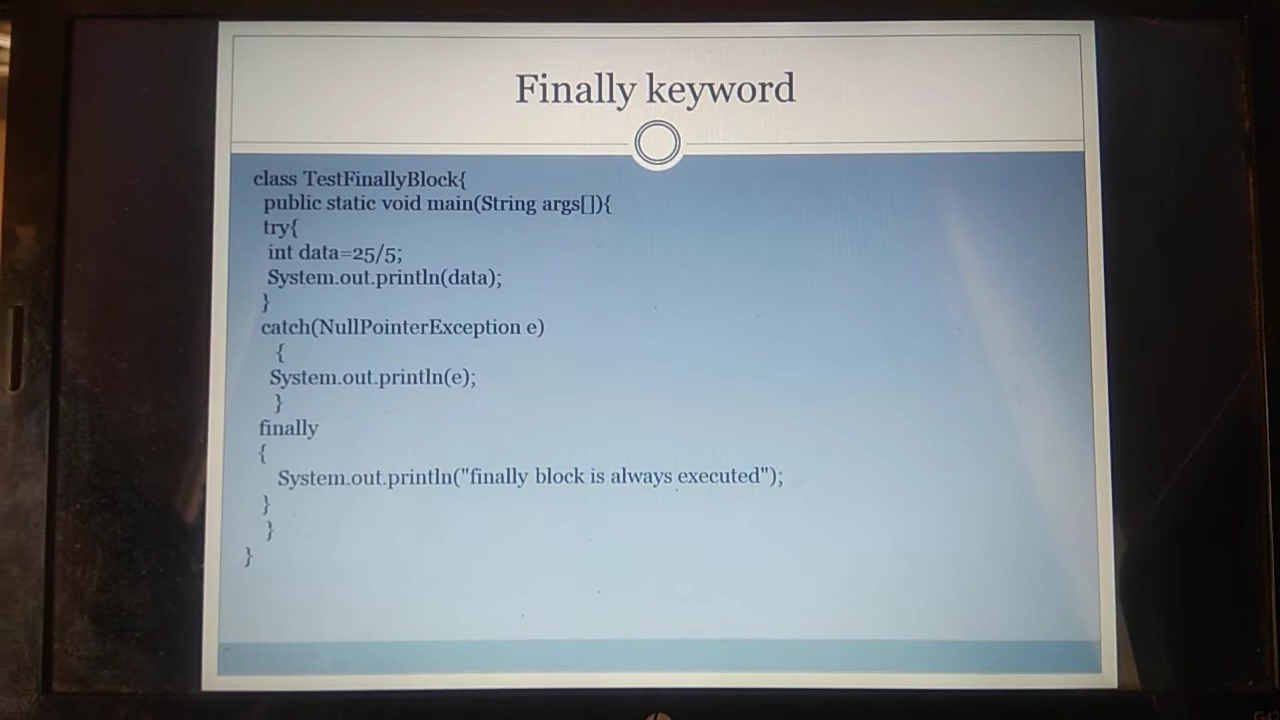 Finally keyword
class TestFinallyBlock{
public static void main(String args[]){
try{
int data=25/5;
System.out.println(data);
}
catch(NullPointerException e)
{
System.out.println(e);
}
finally
{
System.out.println("finally block is always executed");
}
}
}